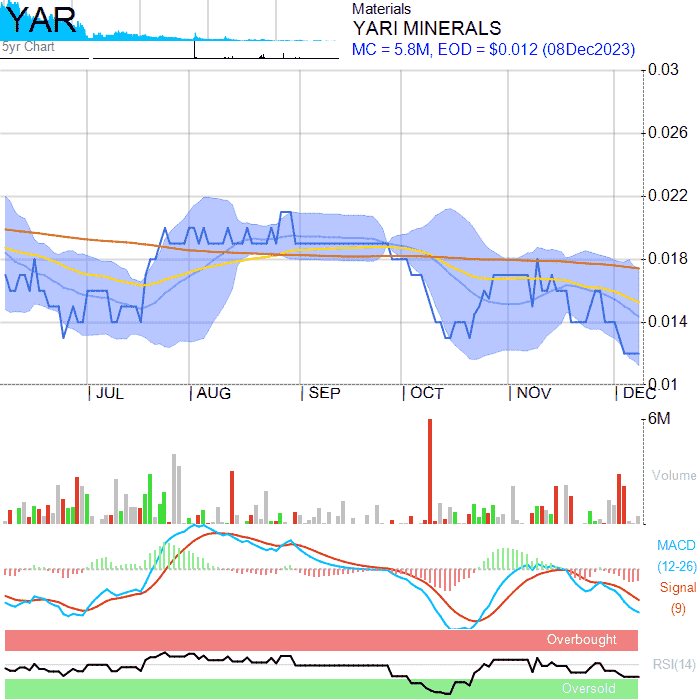 YAR
5yr Chart
Materials
YARI MINERALS
MC = 5.8M, EOD = $0.012 (08Dec2023)
0.03
0.026
0.022
0.018
0.014
0.01
JUL AUG SEP OCT NOV DEC
6M
Volume
MACD
(12-26)
Signal
(9)
Overbought
RSI(14)
Oversold